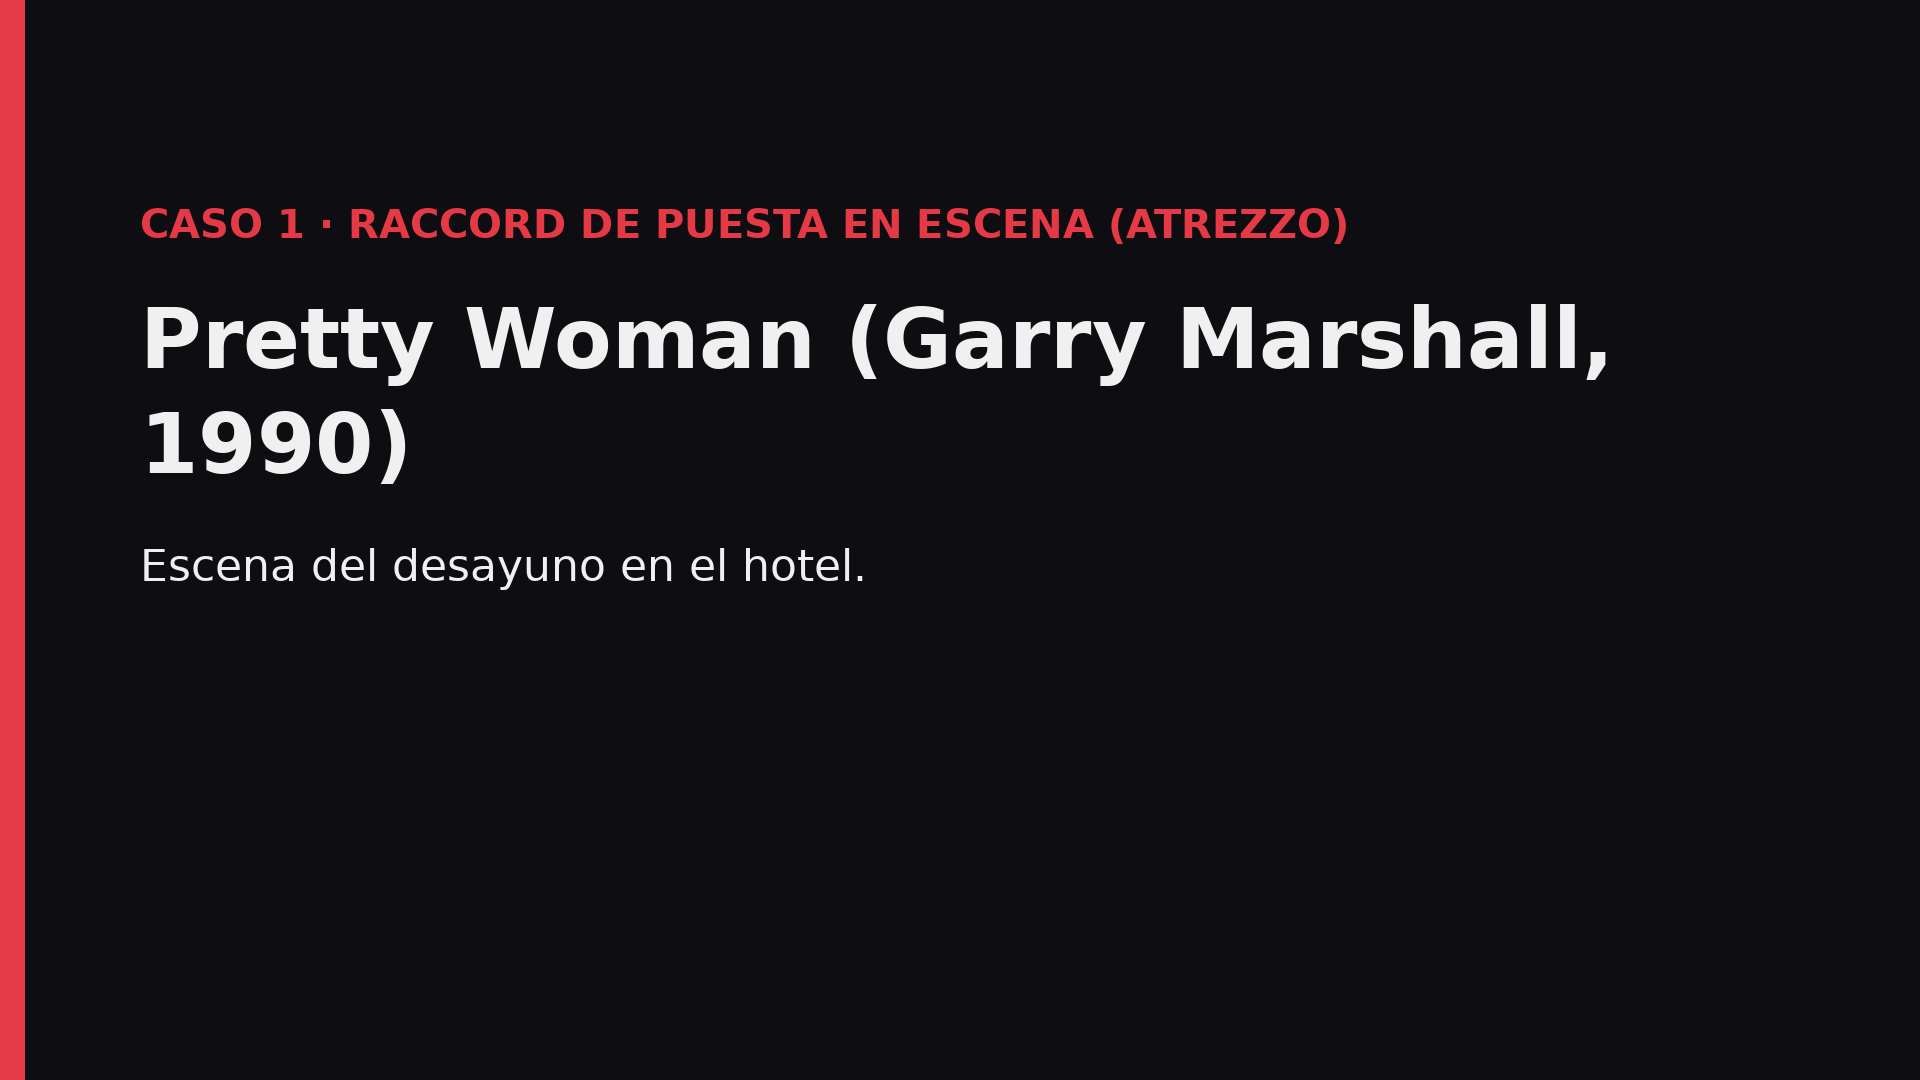 CASO 1 · RACCORD DE PUESTA EN ESCENA (ATREZZO)
Pretty Woman (Garry Marshall,
1990)
Escena del desayuno en el hotel.